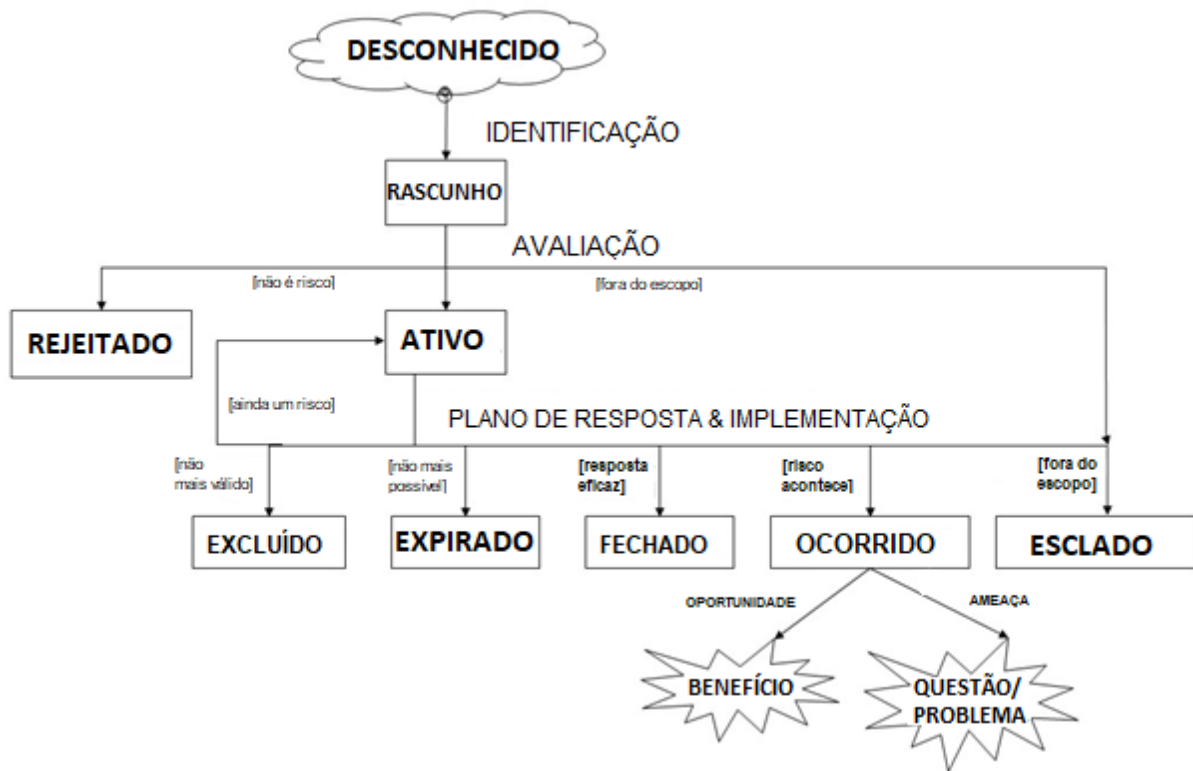 DESCONHECIDO
IDENTIFICAÇÃO
RASCUNHO
AVALIAÇÃO
[não é risco]
[fora do escopo]
REJEITADO
ATIVO
[ainda um risco]
PLANO DE RESPOSTA & IMPLEMENTAÇÃO
[não
mais válido]
[não mais
possível]
[resposta
eficaz]
[risco
acontece]
[fora do
escopo]
EXCLUÍDO
EXPIRADO
FECHADO
OCORRIDO
ESCLADO
OPORTUNIDADE
AMEAÇA
BENEFÍCIO
QUESTÃO/
PROBLEMA